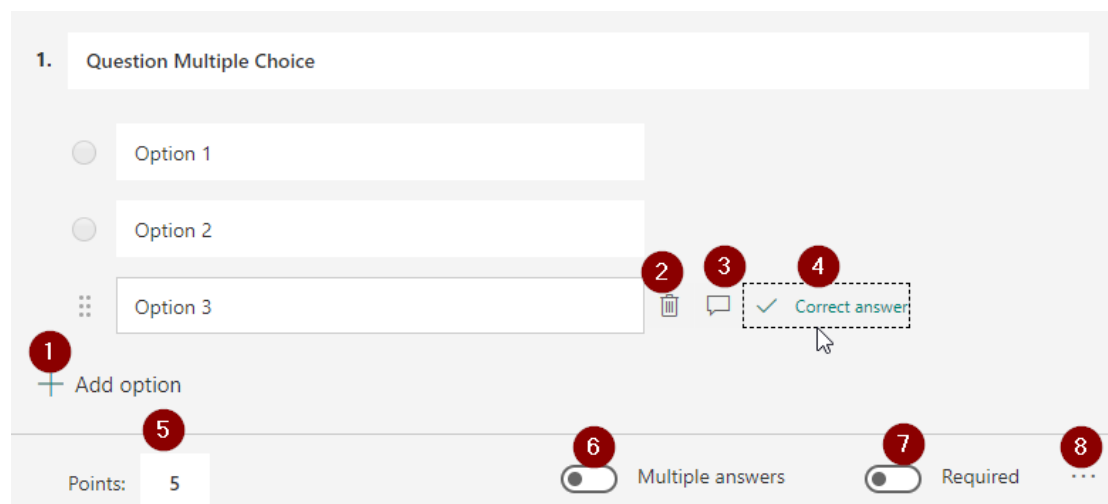 1. Question Multiple Choice
Option 1
Option 2
2 3 4
Option 3 Correct answer
1
Add option
5 6 7 8
Points: 5 Multiple answers Required ...